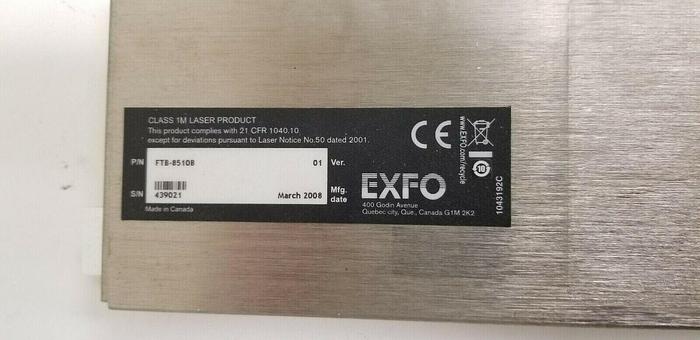 CLASS 1M LASER PRODUCT
This product complies with 21 CFR 1040.10
except for deviations pursuant to Laser Notice No.50 dated 2001.
P/N FTB-8510B 01 Ver.
S/N 439021 March 2008 Mfg. date
Made in Canada
CE
www.EXFO.com/recycle
10
EXFO
400 Godin Avenue
Quebec city, Que., Canada G1M 2K2
1043192C